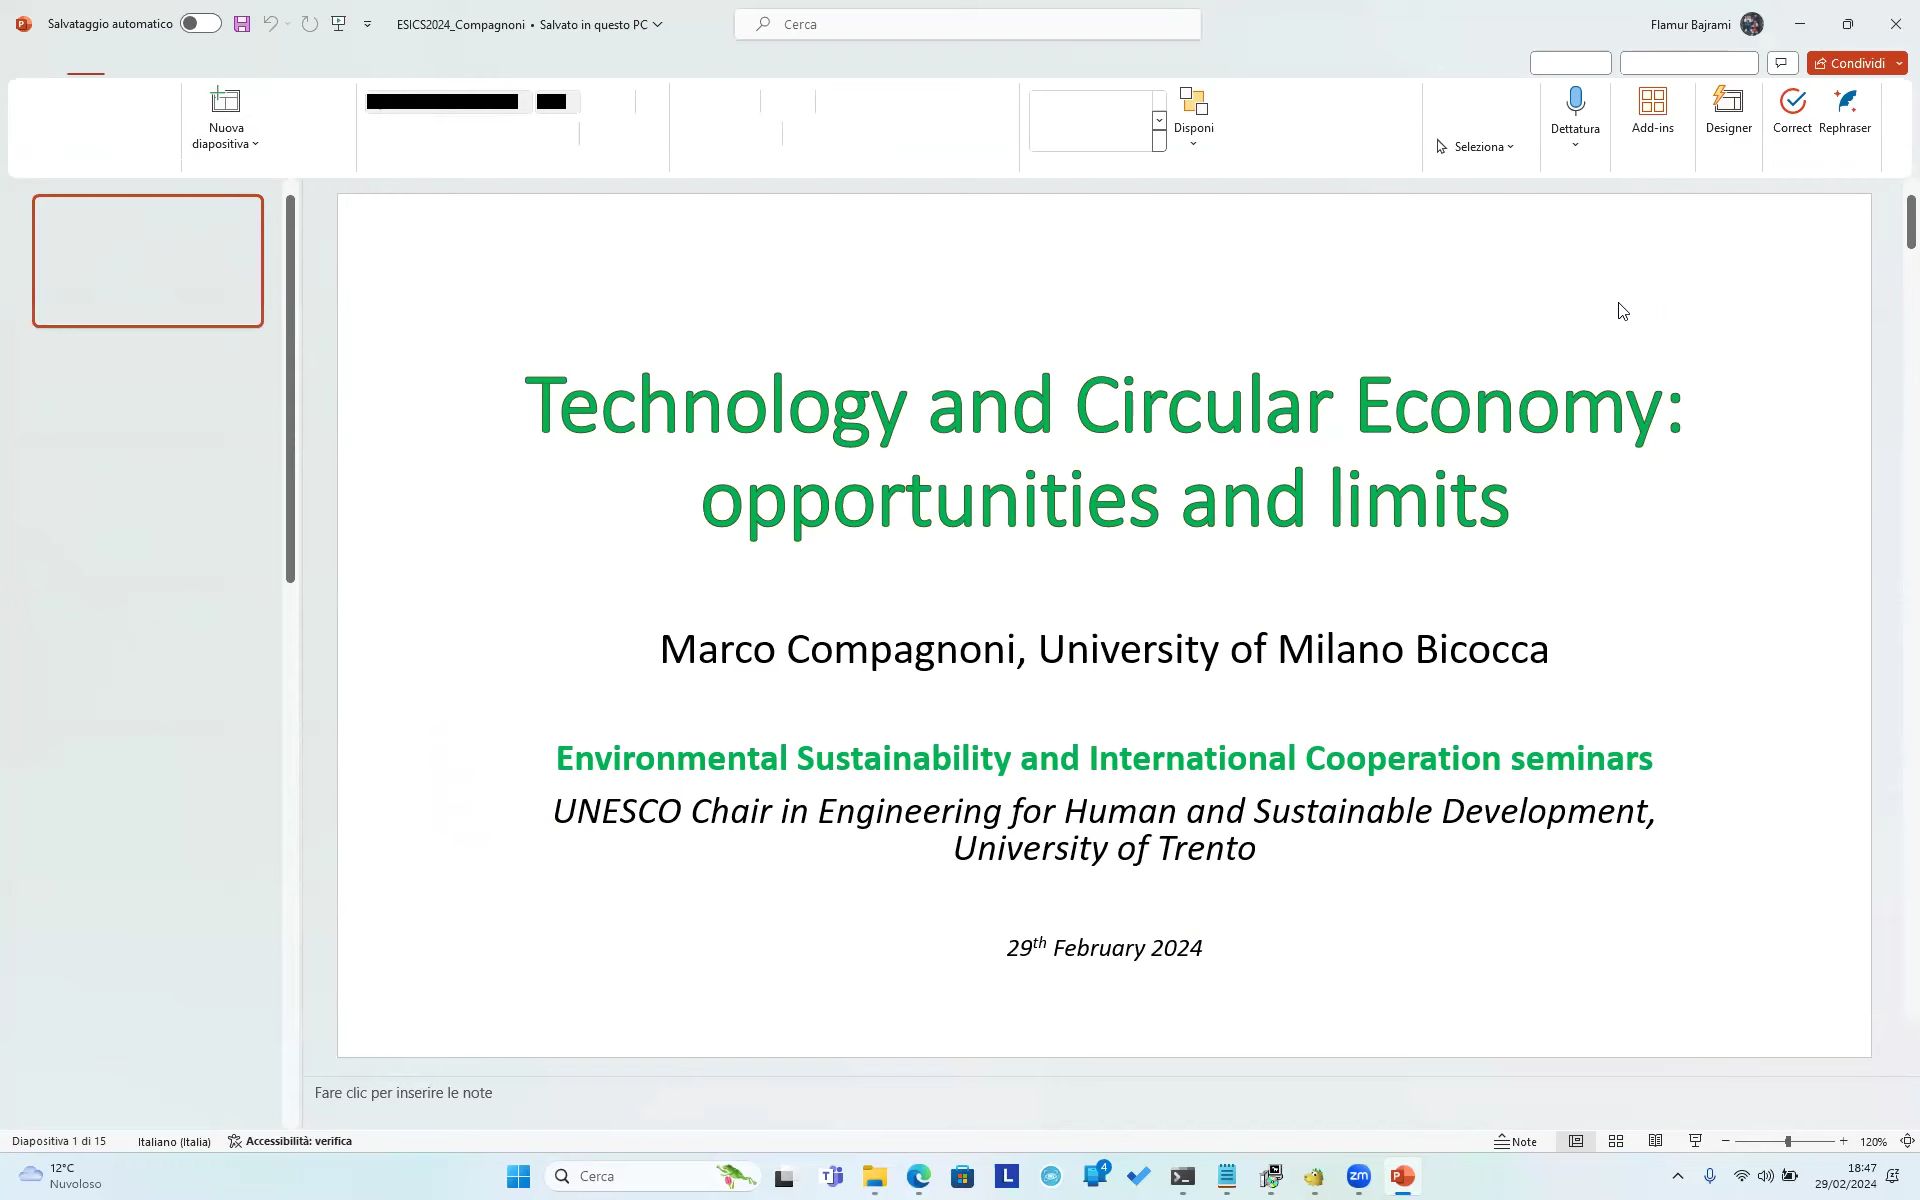 Salvataggio automatico
ESICS2024_Compagnoni • Salvato in questo PC
Cerca
Flamur Bajrami
Condividi
Nuova
diapositiva
Disponi
Seleziona
Dettatura
Add-ins
Designer
Correct
Rephraser
Technology and Circular Economy:
opportunities and limits
Marco Compagnoni, University of Milano Bicocca
Environmental Sustainability and International Cooperation seminars
UNESCO Chair in Engineering for Human and Sustainable Development,
University of Trento
29th February 2024
Fare clic per inserire le note
Diapositiva 1 di 15
Italiano (Italia)
Accessibilità: verifica
Note
120%
12°C
Nuvoloso
Cerca
4
18:47
29/02/2024